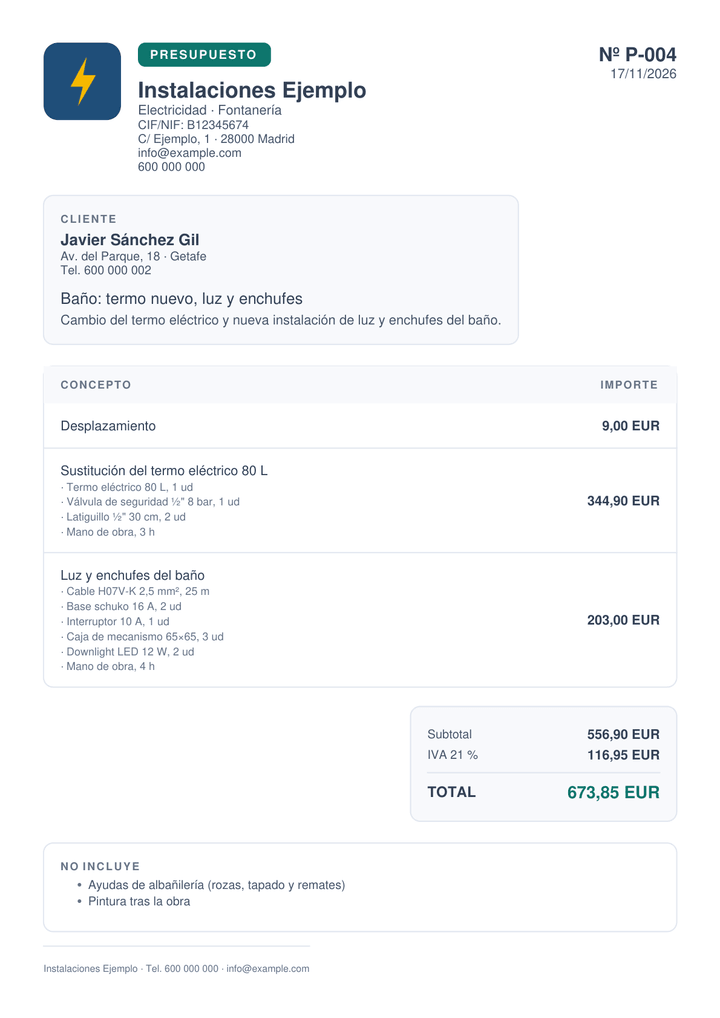 PRESUPUESTO
Nº P-004
17/11/2026
Instalaciones Ejemplo
Electricidad · Fontanería
CIF/NIF: B12345674
C/ Ejemplo, 1 · 28000 Madrid
info@example.com
600 000 000
CLIENTE
Javier Sánchez Gil
Av. del Parque, 18 · Getafe
Tel. 600 000 002
Baño: termo nuevo, luz y enchufes
Cambio del termo eléctrico y nueva instalación de luz y enchufes del baño.
CONCEPTO IMPORTE
Desplazamiento 9,00 EUR
Sustitución del termo eléctrico 80 L
· Termo eléctrico 80 L, 1 ud
· Válvula de seguridad ½" 8 bar, 1 ud
· Latiguillo ½" 30 cm, 2 ud
· Mano de obra, 3 h
344,90 EUR
Luz y enchufes del baño
· Cable H07V-K 2,5 mm², 25 m
· Base schuko 16 A, 2 ud
· Interruptor 10 A, 1 ud
· Caja de mecanismo 65×65, 3 ud
· Downlight LED 12 W, 2 ud
· Mano de obra, 4 h
203,00 EUR
Subtotal 556,90 EUR
IVA 21 % 116,95 EUR
TOTAL 673,85 EUR
NO INCLUYE
• Ayudas de albañilería (rozas, tapado y remates)
• Pintura tras la obra
Instalaciones Ejemplo · Tel. 600 000 000 · info@example.com